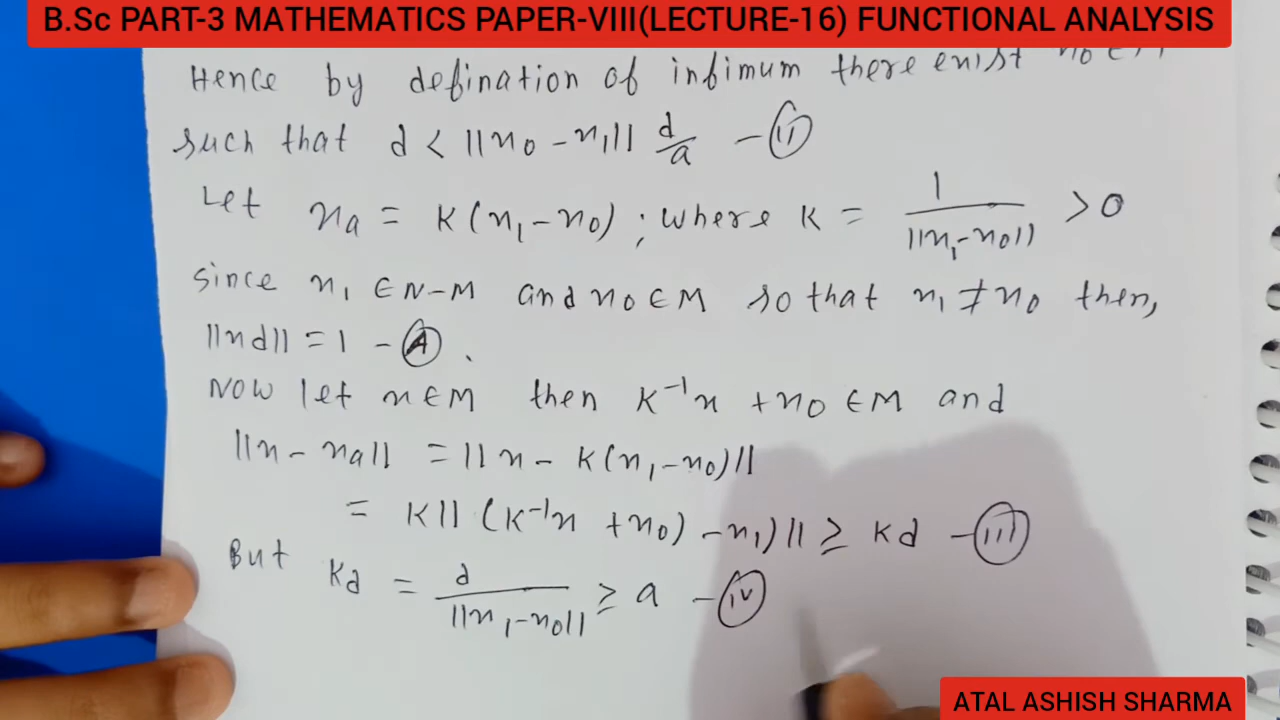 B.Sc PART-3 MATHEMATICS PAPER-VIII(LECTURE-16) FUNCTIONAL ANALYSIS
Hence by defination of infimum there exist
such that d < ||x0 - x1|| d/a - (ii)
Let xa = K(x1 - x0) ; where K = 1/||x1 - x0|| > 0
since x1 ∈ N-M and x0 ∈ M so that x1 ≠ x0 then,
||xd|| = 1 - (A) .
Now let x ∈ M then K⁻¹x + x0 ∈ M and
||x - xa|| = ||x - K(x1 - x0)||
= K|| (K⁻¹x + x0) - x1)|| ≥ Kd - (iii)
But Kd = d/||x1 - x0|| ≥ a - (iv)
ATAL ASHISH SHARMA